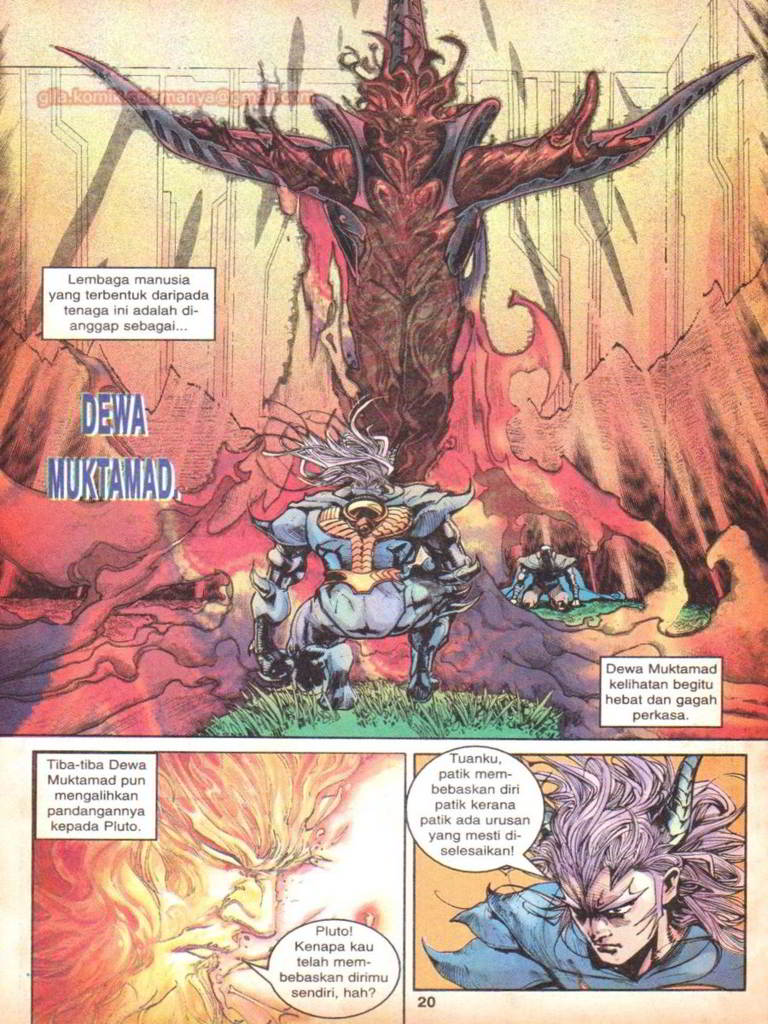 Lembaga manusia
yang terbentuk daripada
tenaga ini adalah di-
anggap sebagai...
DEWA
MUKTAMAD.
Dewa Muktamad
kelihatan begitu
hebat dan gagah
perkasa.
Tiba-tiba Dewa
Muktamad pun
mengalihkan
pandangannya
kepada Pluto.
Pluto!
Kenapa kau
telah mem-
bebaskan dirimu
sendiri, hah?
Tuanku,
patik mem-
bebaskan diri
patik kerana
patik ada urusan
yang mesti di-
selesaikan!
20